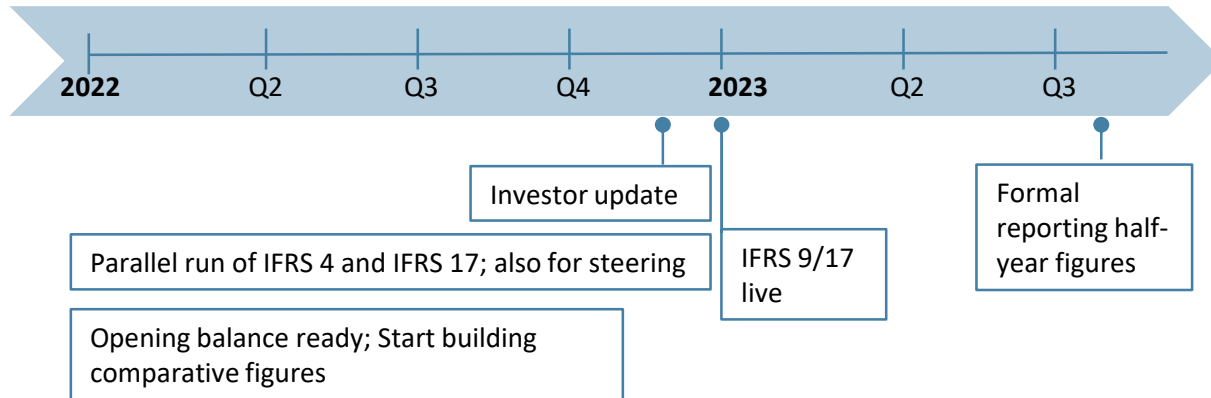 2022 Q2 Q3 Q4 2023 Q2 Q3
Investor update
Formal
reporting half-
year figures
Parallel run of IFRS 4 and IFRS 17; also for steering
IFRS 9/17
live
Opening balance ready; Start building
comparative figures